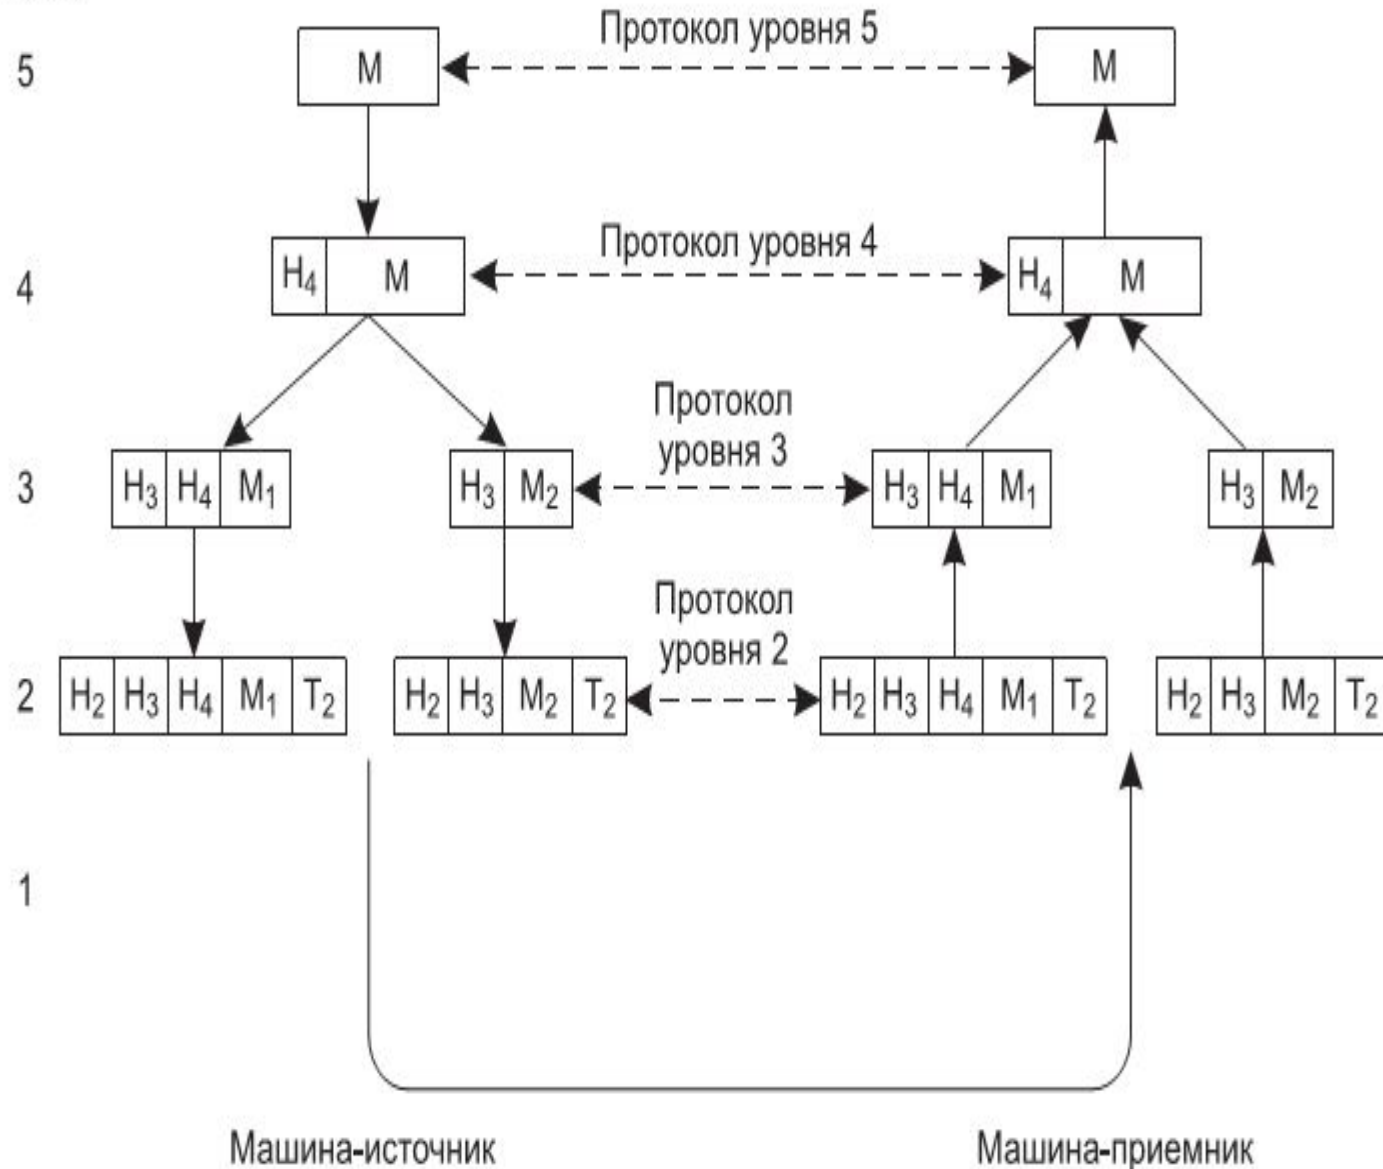 5
M
Протокол уровня 5
M
4
H₄ M
Протокол уровня 4
H₄ M
3
H₃ H₄ M₁
H₃ M₂
Протокол
уровня 3
H₃ H₄ M₁
H₃ M₂
2
H₂ H₃ H₄ M₁ T₂
H₂ H₃ M₂ T₂
Протокол
уровня 2
H₂ H₃ H₄ M₁ T₂
H₂ H₃ M₂ T₂
1
Машина-источник
Машина-приемник